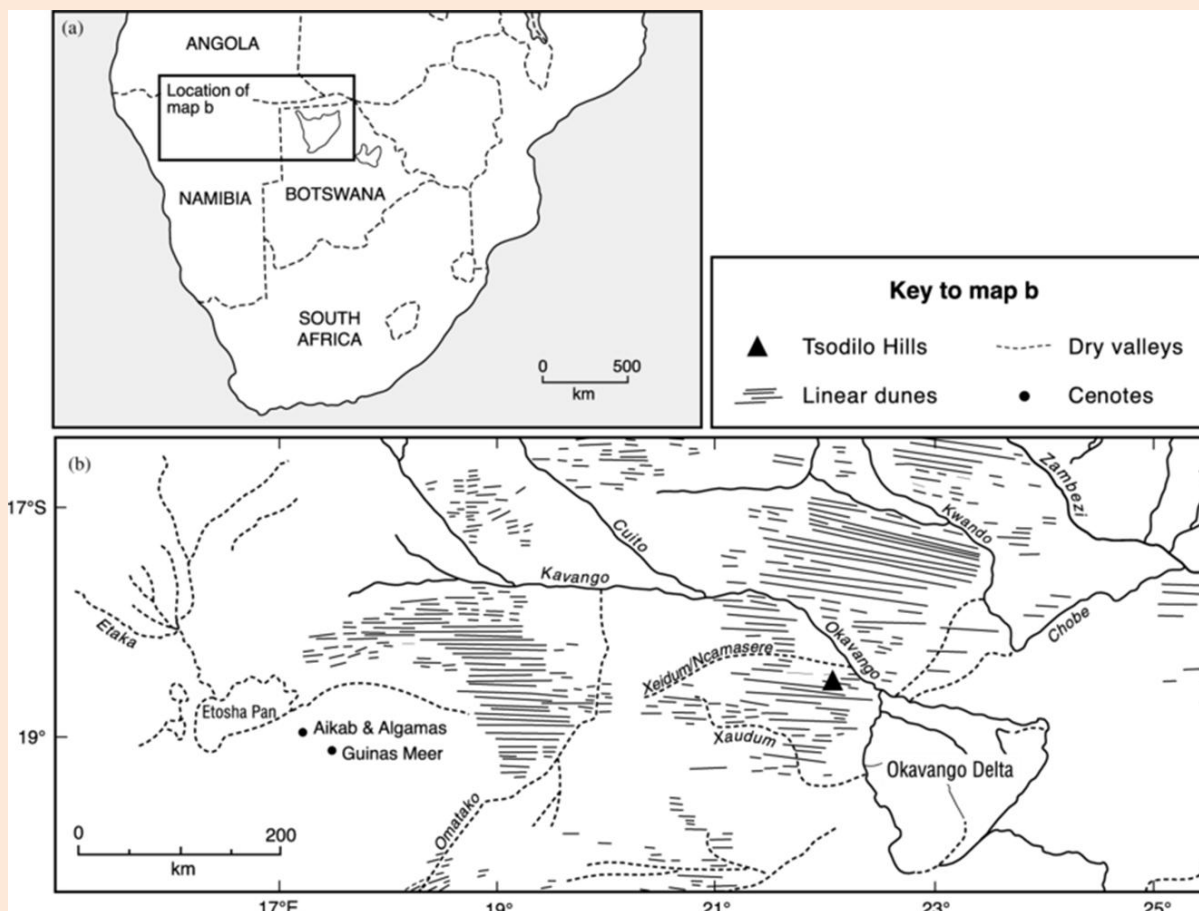 (a)
ANGOLA
Location of
map b
NAMIBIA
BOTSWANA
SOUTH
AFRICA
0 500
km
Key to map b
Tsodilo Hills
Dry valleys
Linear dunes
Cenotes
(b)
17°S
19°
Etaka
Etosha Pan
Aikab & Algamas
Guinas Meer
Omatako
Kavango
Cuito
Xeidum/Ncamasere
Xaudum
Okavango
Kwando
Zambezi
Chobe
Okavango Delta
0 200
km
17°E
19°
21°
23°
25°